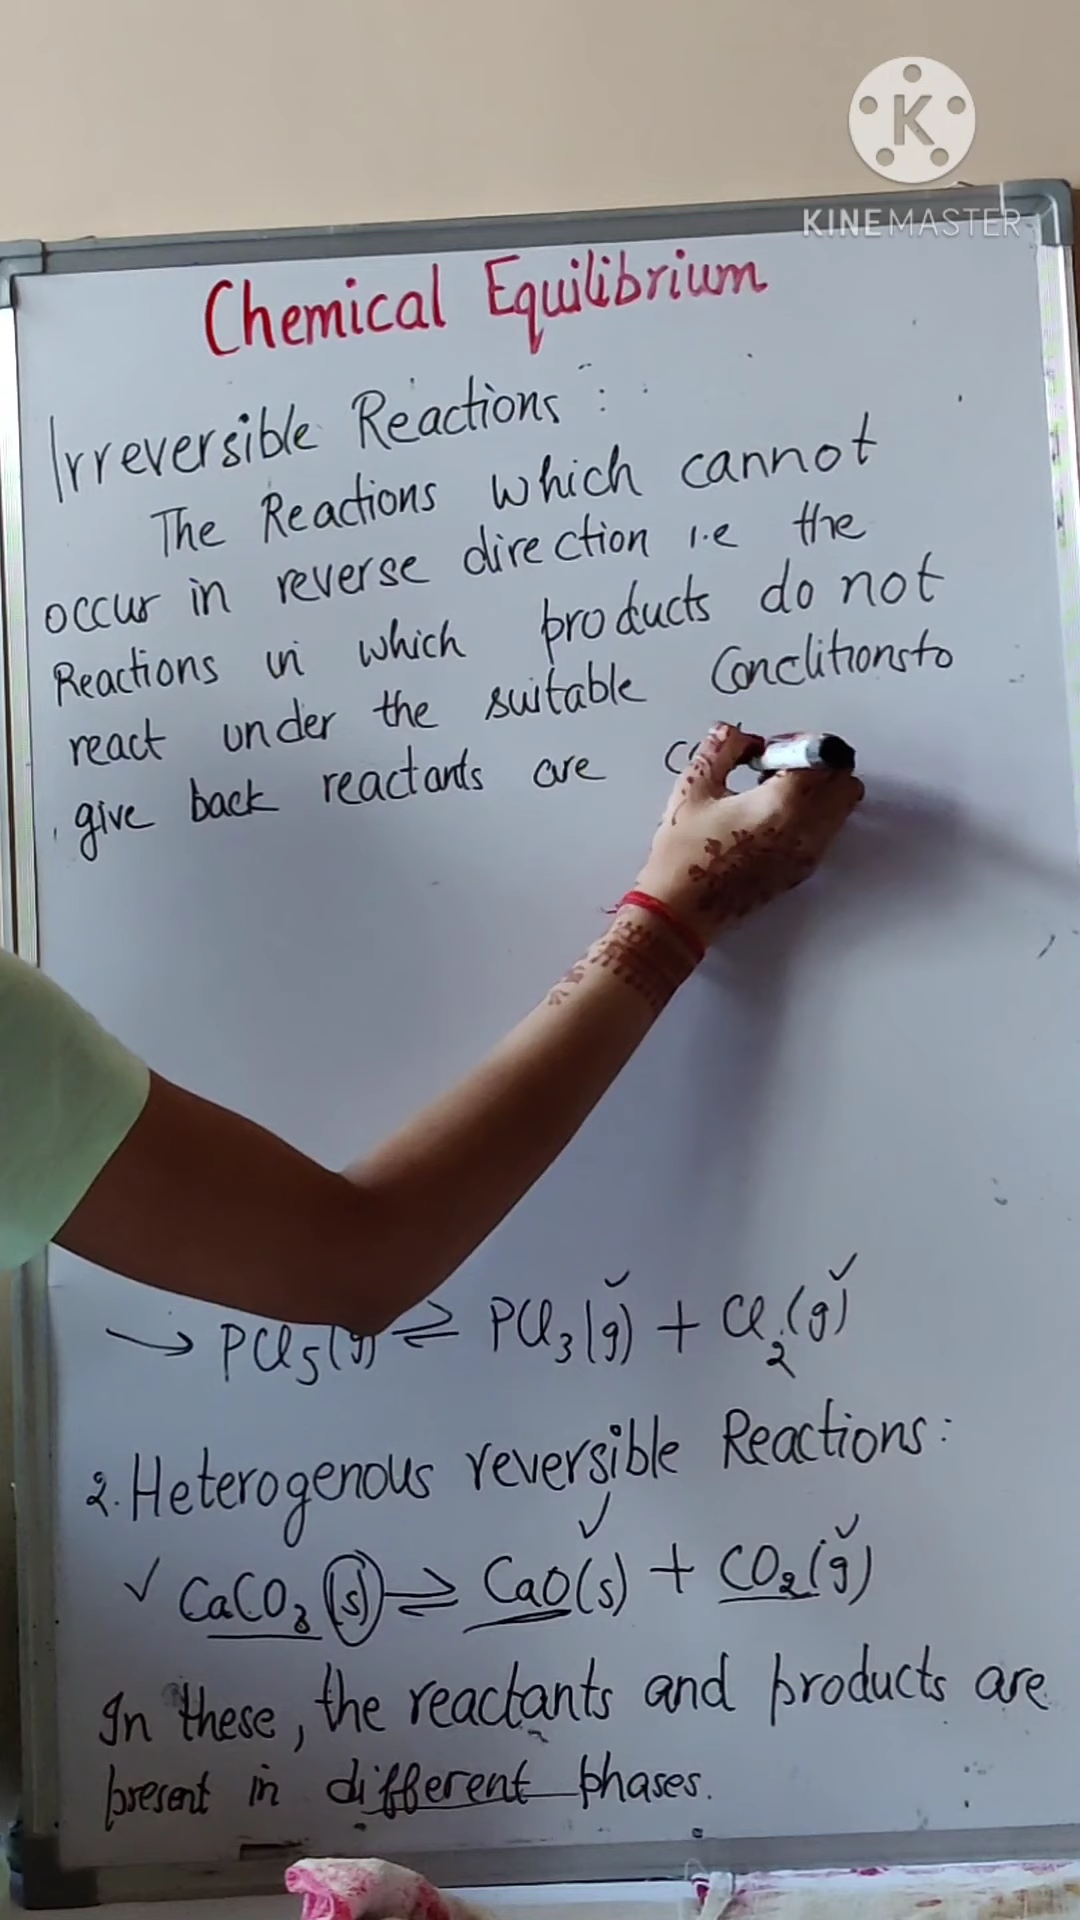 K
KINEMASTER
Chemical Equilibrium
Irreversible Reactions:
The Reactions which cannot
occur in reverse direction i.e the
Reactions in which products do not
react under the suitable Conditions to
give back reactants are
→ PCl5(g) ⇌ PCl3(g) + Cl2(g)
2. Heterogenous reversible Reactions:
✓ CaCO3(s) ⇌ CaO(s) + CO2(g)
In these, the reactants and products are
present in different phases.